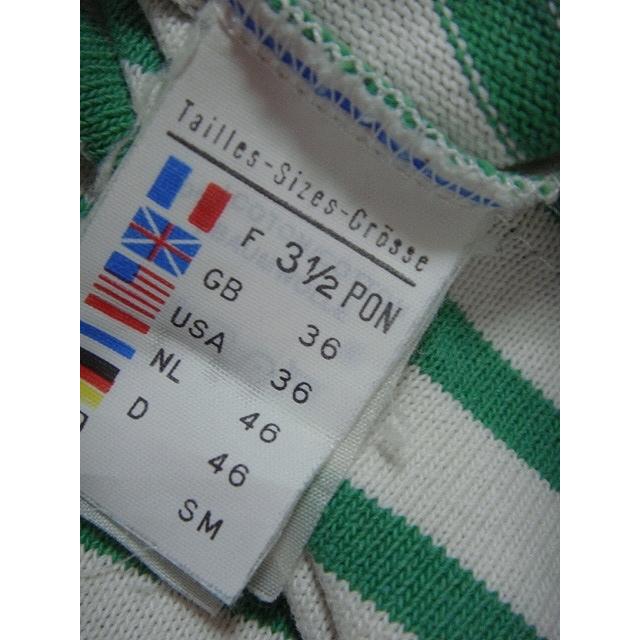 Tailles-Sizes-Grösse
F 3½ PON
GB 36
USA 36
NL 46
D 46
SM